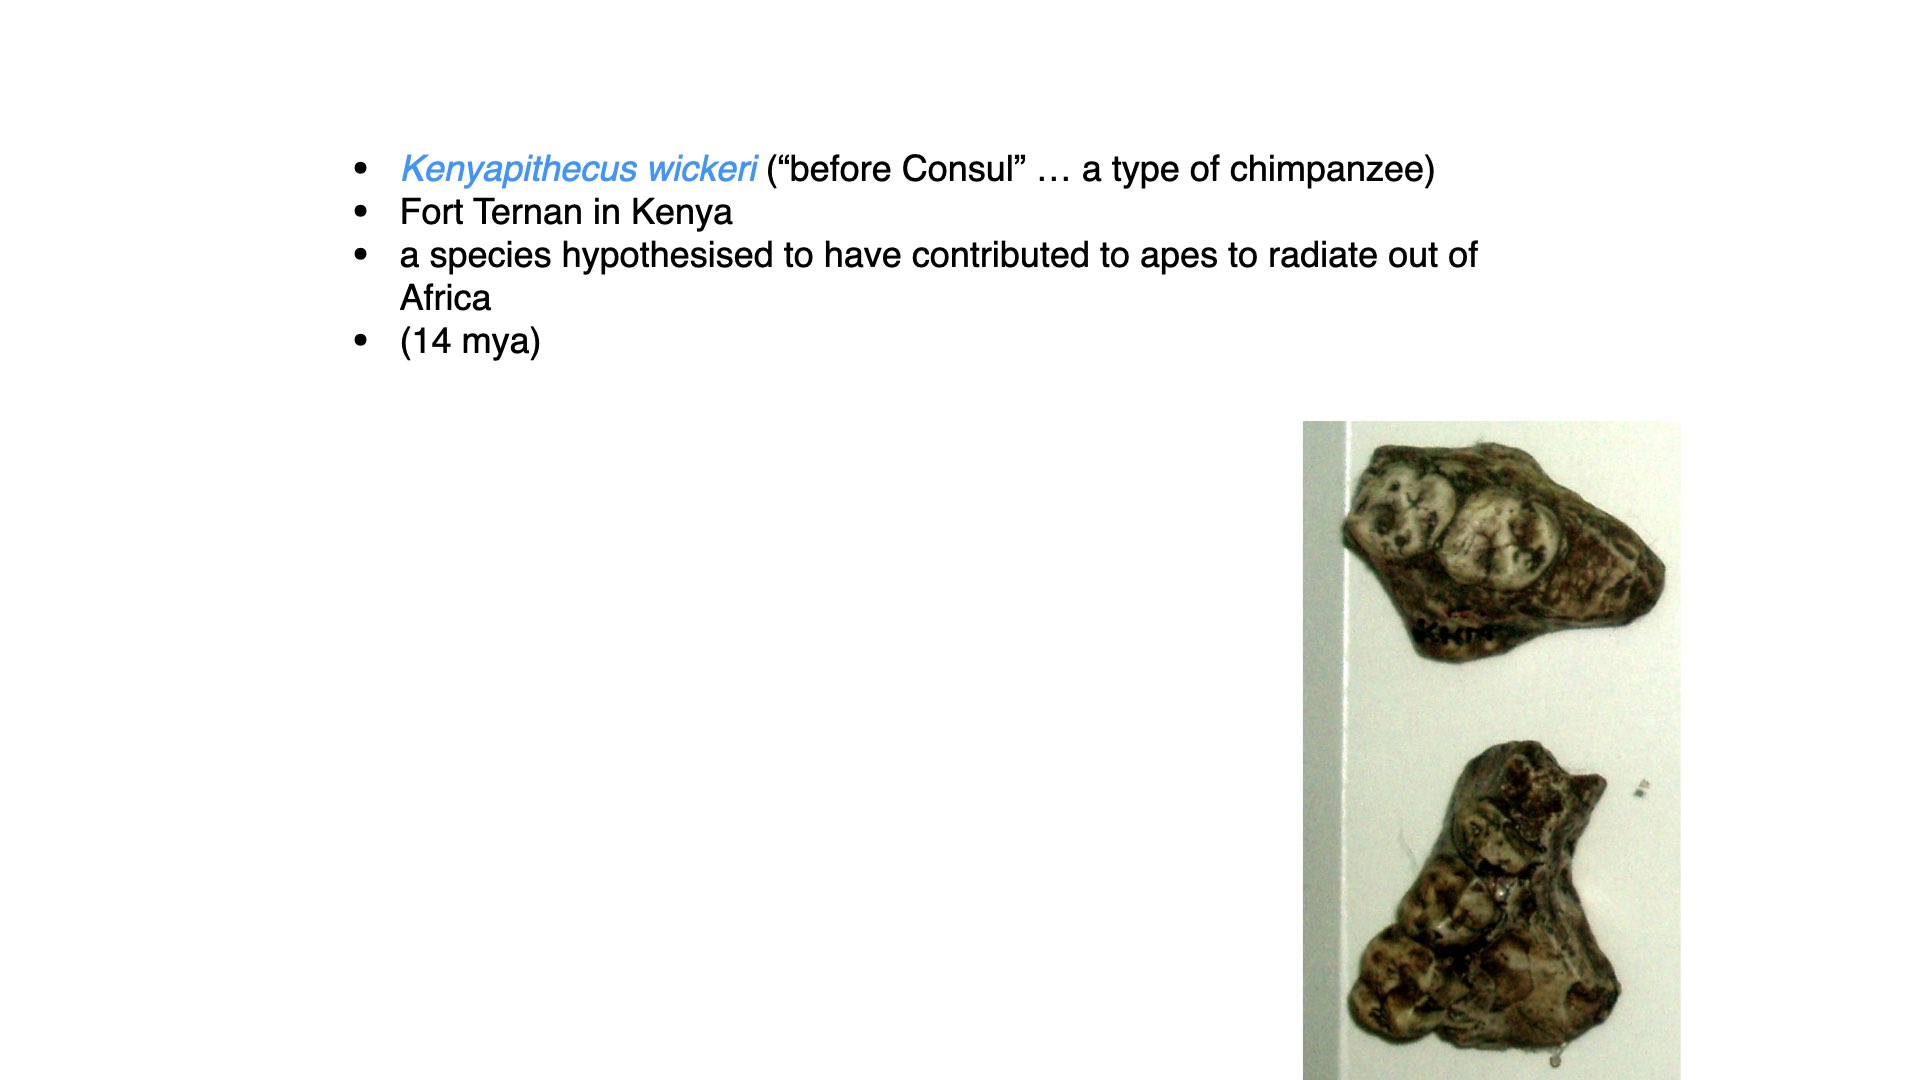 • Kenyapithecus wickeri (“before Consul” … a type of chimpanzee)
• Fort Ternan in Kenya
• a species hypothesised to have contributed to apes to radiate out of
Africa
• (14 mya)